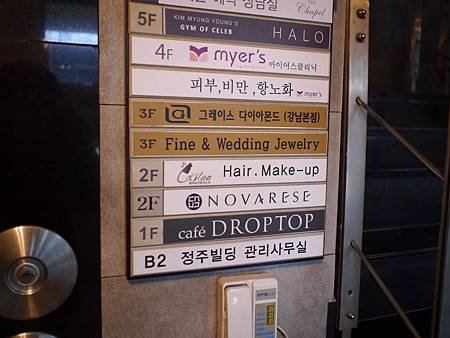 The Chapel
5F KIM MYUNG YOUNG'S GYM OF CELEB HALO
4F myer's 마이어스클리닉
피부,비만,항노화 myer's
3F 그레이스 다이아몬드 (강남본점)
3F Fine & Wedding Jewelry
2F Hair.Make-up
2F NOVARESE
1F café DROPTOP
B2 정주빌딩 관리사무실